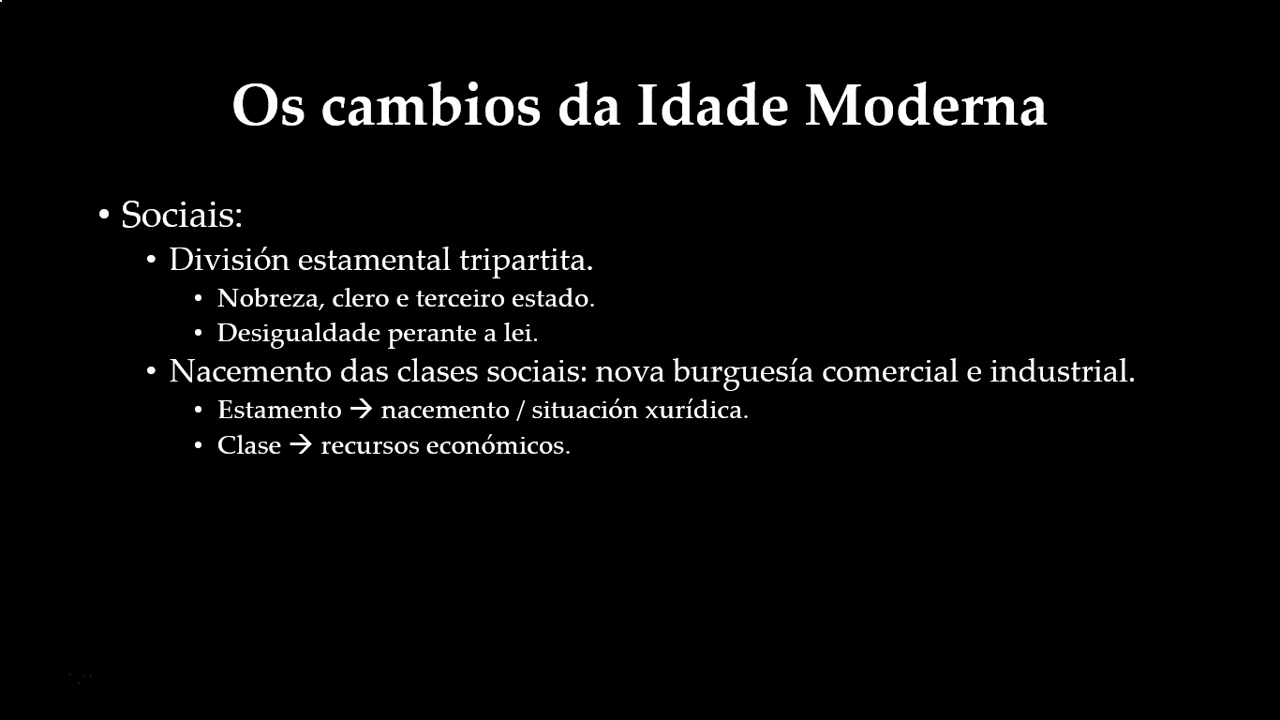 Os cambios da Idade Moderna
• Sociais:
• División estamental tripartita.
• Nobreza, clero e terceiro estado.
• Desigualdade perante a lei.
• Nacemento das clases sociais: nova burguesía comercial e industrial.
• Estamento → nacemento / situación xurídica.
• Clase → recursos económicos.